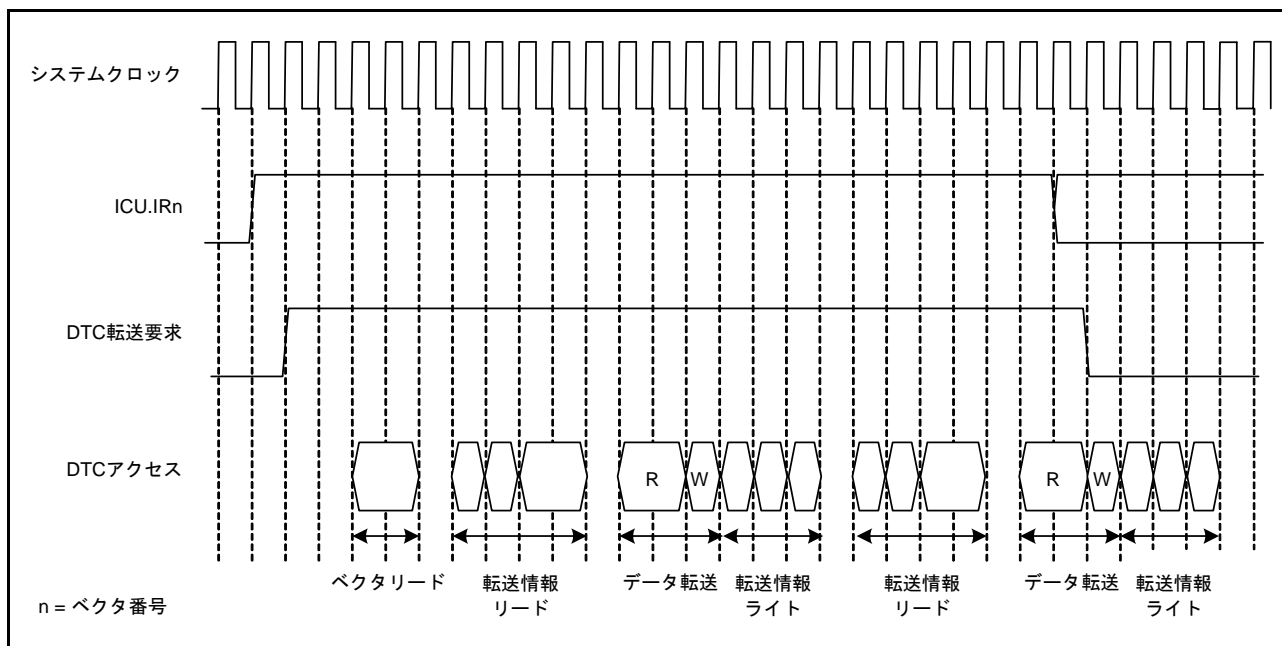 システムクロック
ICU.IRn
DTC転送要求
DTCアクセス
R
W
R
W
ベクタリード
転送情報
リード
データ転送
転送情報
ライト
転送情報
リード
データ転送
転送情報
ライト
n = ベクタ番号